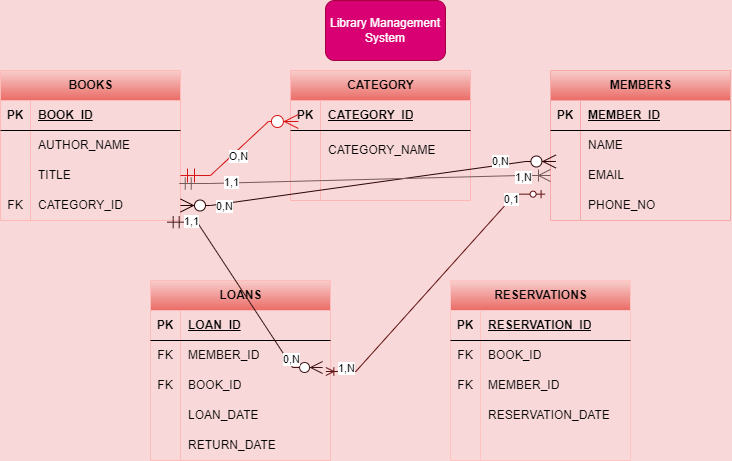 Library Management
System
BOOKS
PK BOOK_ID
AUTHOR_NAME
TITLE
FK CATEGORY_ID
CATEGORY
PK CATEGORY_ID
CATEGORY_NAME
MEMBERS
PK MEMBER_ID
NAME
EMAIL
PHONE_NO
O,N
1,1
0,N
1,N
0,N
0,1
1,1
LOANS
PK LOAN_ID
FK MEMBER_ID
FK BOOK_ID
LOAN_DATE
RETURN_DATE
0,N
1,N
RESERVATIONS
PK RESERVATION_ID
FK BOOK_ID
FK MEMBER_ID
RESERVATION_DATE